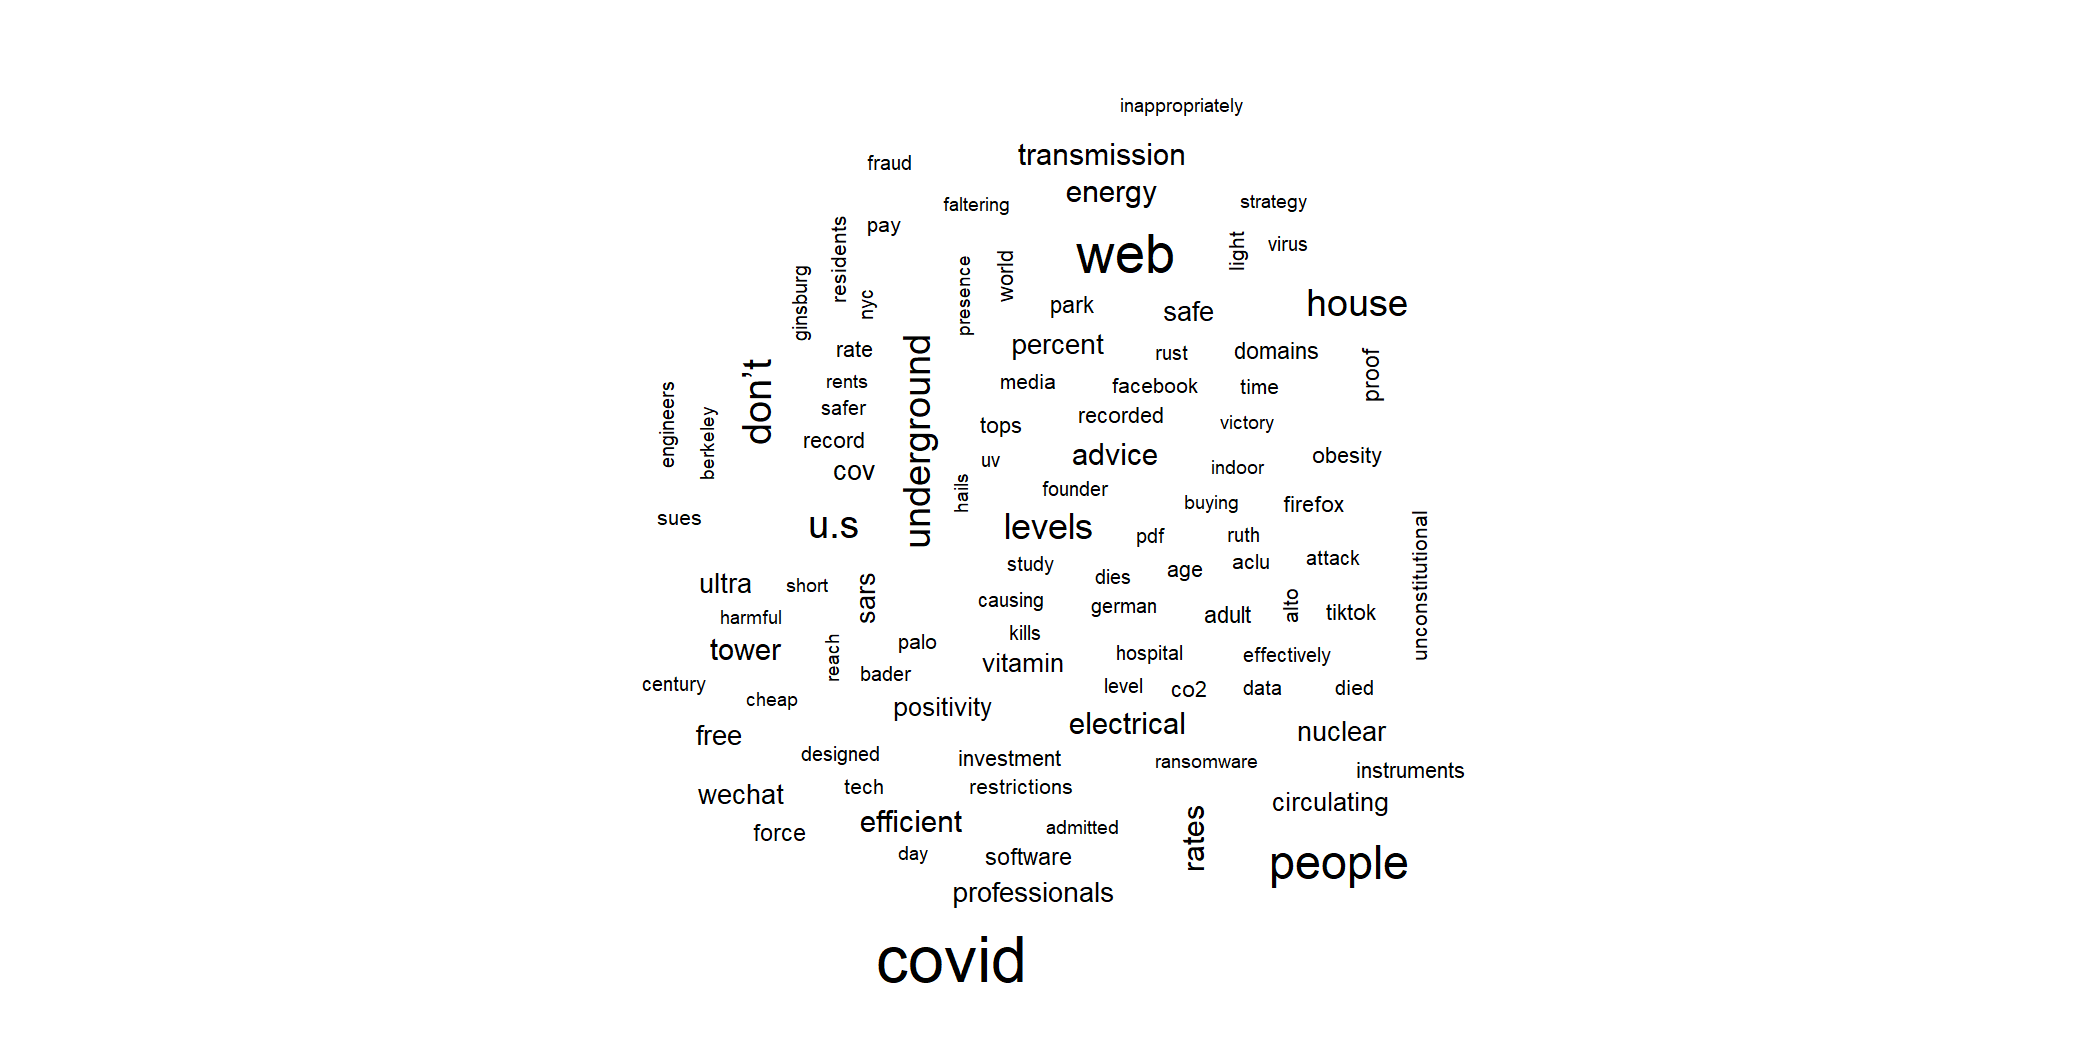 inappropriately
transmission
fraud
energy
faltering
strategy
residents
pay
web
light
virus
ginsburg
nyc
presence
world
park
safe
house
underground
percent
rate
rust
domains
proof
don't
rents
media
facebook
time
engineers
berkeley
safer
recorded
tops
victory
record
advice
obesity
cov
uv
indoor
hails
founder
buying
firefox
sues
u.s
levels
pdf
ruth
unconstitutional
study
aclu
attack
ultra
short
sars
dies
age
causing
german
adult
alto
tiktok
harmful
kills
tower
reach
palo
vitamin
hospital
effectively
bader
century
level
co2
data
died
cheap
positivity
electrical
free
nuclear
designed
investment
ransomware
instruments
wechat
tech
restrictions
circulating
force
efficient
admitted
rates
day
software
people
professionals
covid